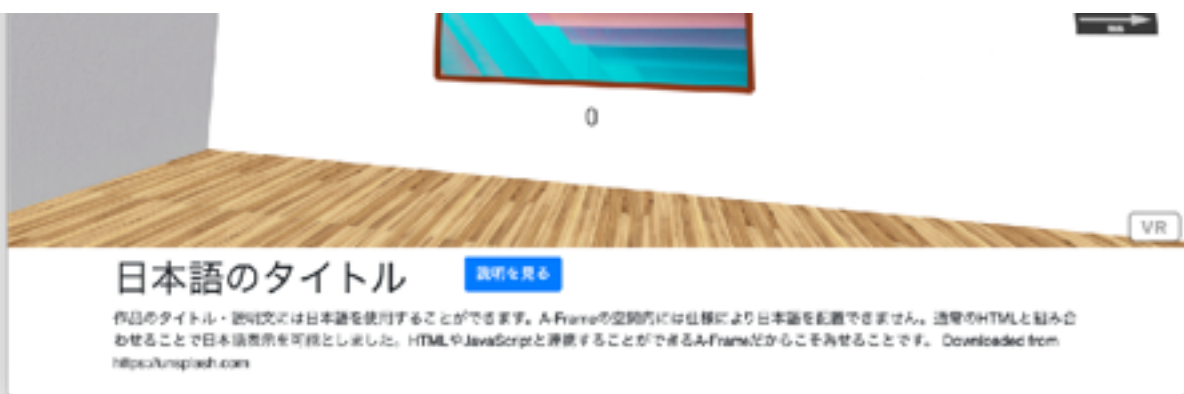 0
VR
日本語のタイトル
説明を見る
作品のタイトル・説明文には日本語を使用することができます。A-Frameの空間内には仕様により日本語を配置できません。通常のHTMLと組み合
わせることで日本語表示を可能としました。HTMLやJavaScriptと連携することができるA-Frameだからこそ為せることです。 Downloaded from
https://unsplash.com